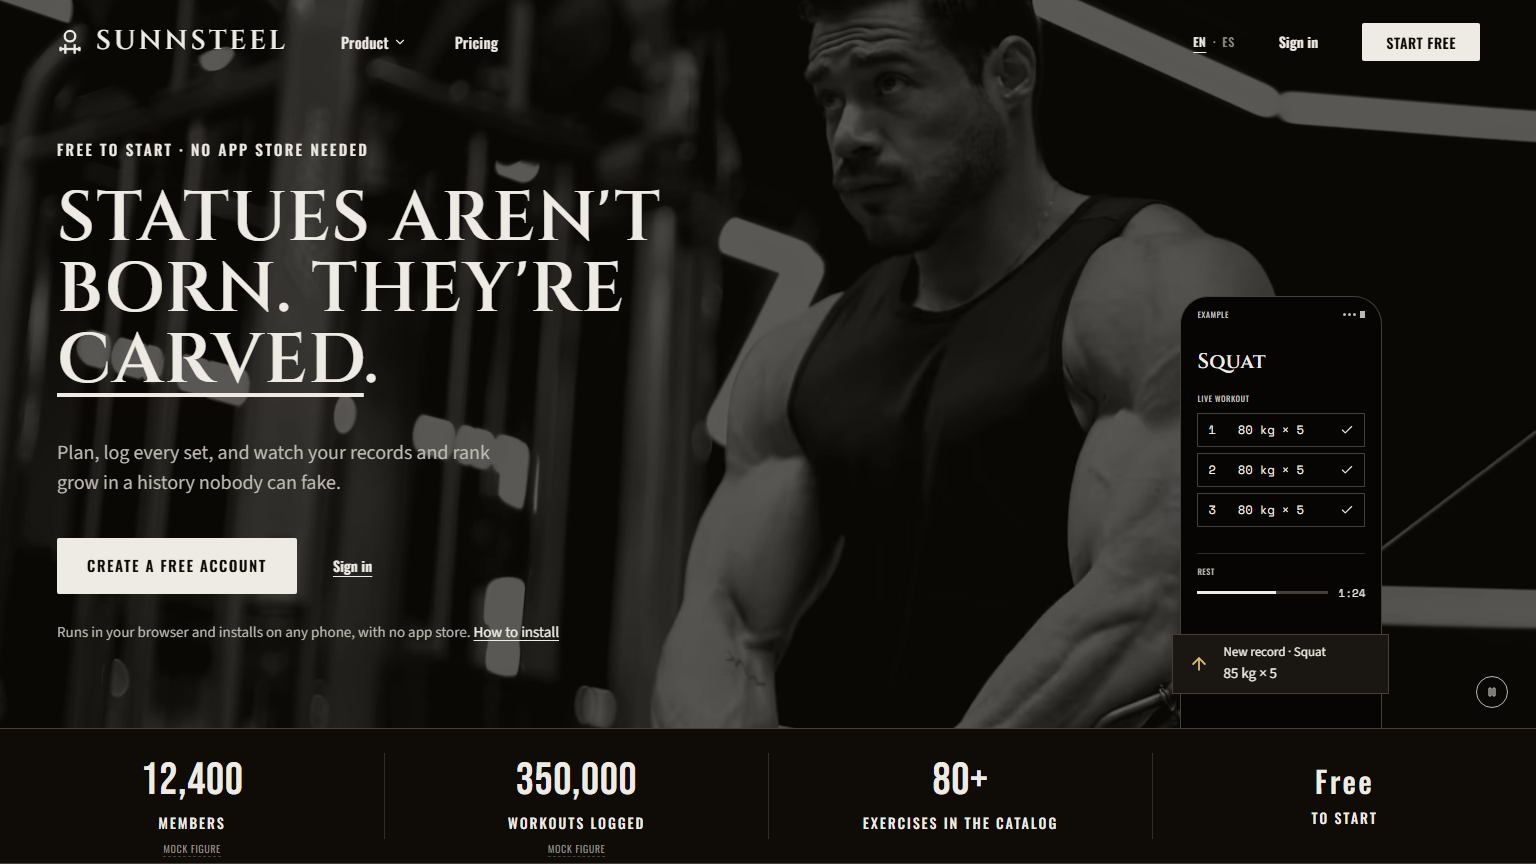 SUNNSTEEL
Product
Pricing
EN · ES
Sign in
START FREE
FREE TO START · NO APP STORE NEEDED
STATUES AREN'T
BORN. THEY'RE
CARVED.
Plan, log every set, and watch your records and rank
grow in a history nobody can fake.
CREATE A FREE ACCOUNT
Sign in
Runs in your browser and installs on any phone, with no app store. How to install
EXAMPLE
SQUAT
LIVE WORKOUT
1 80 kg × 5
2 80 kg × 5
3 80 kg × 5
REST
1:24
New record · Squat
85 kg × 5
12,400
MEMBERS
MOCK FIGURE
350,000
WORKOUTS LOGGED
MOCK FIGURE
80+
EXERCISES IN THE CATALOG
Free
TO START